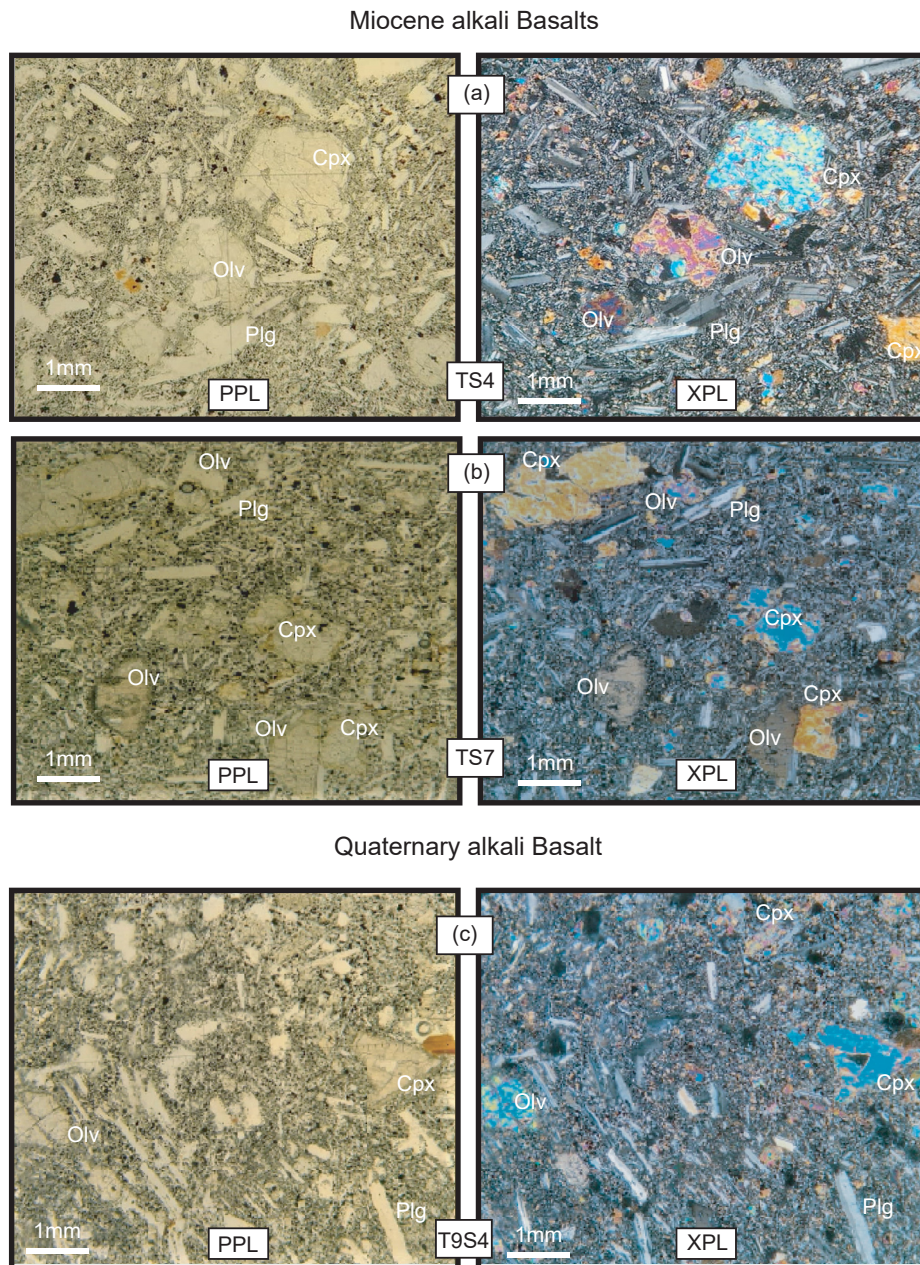 Miocene alkali Basalts
(a)
Cpx
Olv
Plg
1mm
PPL
TS4
Cpx
Olv
Olv
Plg
Cpx
1mm
XPL
(b)
Olv
Plg
Cpx
Olv
Olv
Cpx
1mm
PPL
TS7
Cpx
Olv
Plg
Cpx
Olv
Cpx
Olv
1mm
XPL
Quaternary alkali Basalt
(c)
Cpx
Olv
Plg
1mm
PPL
T9S4
Cpx
Cpx
Olv
Plg
1mm
XPL